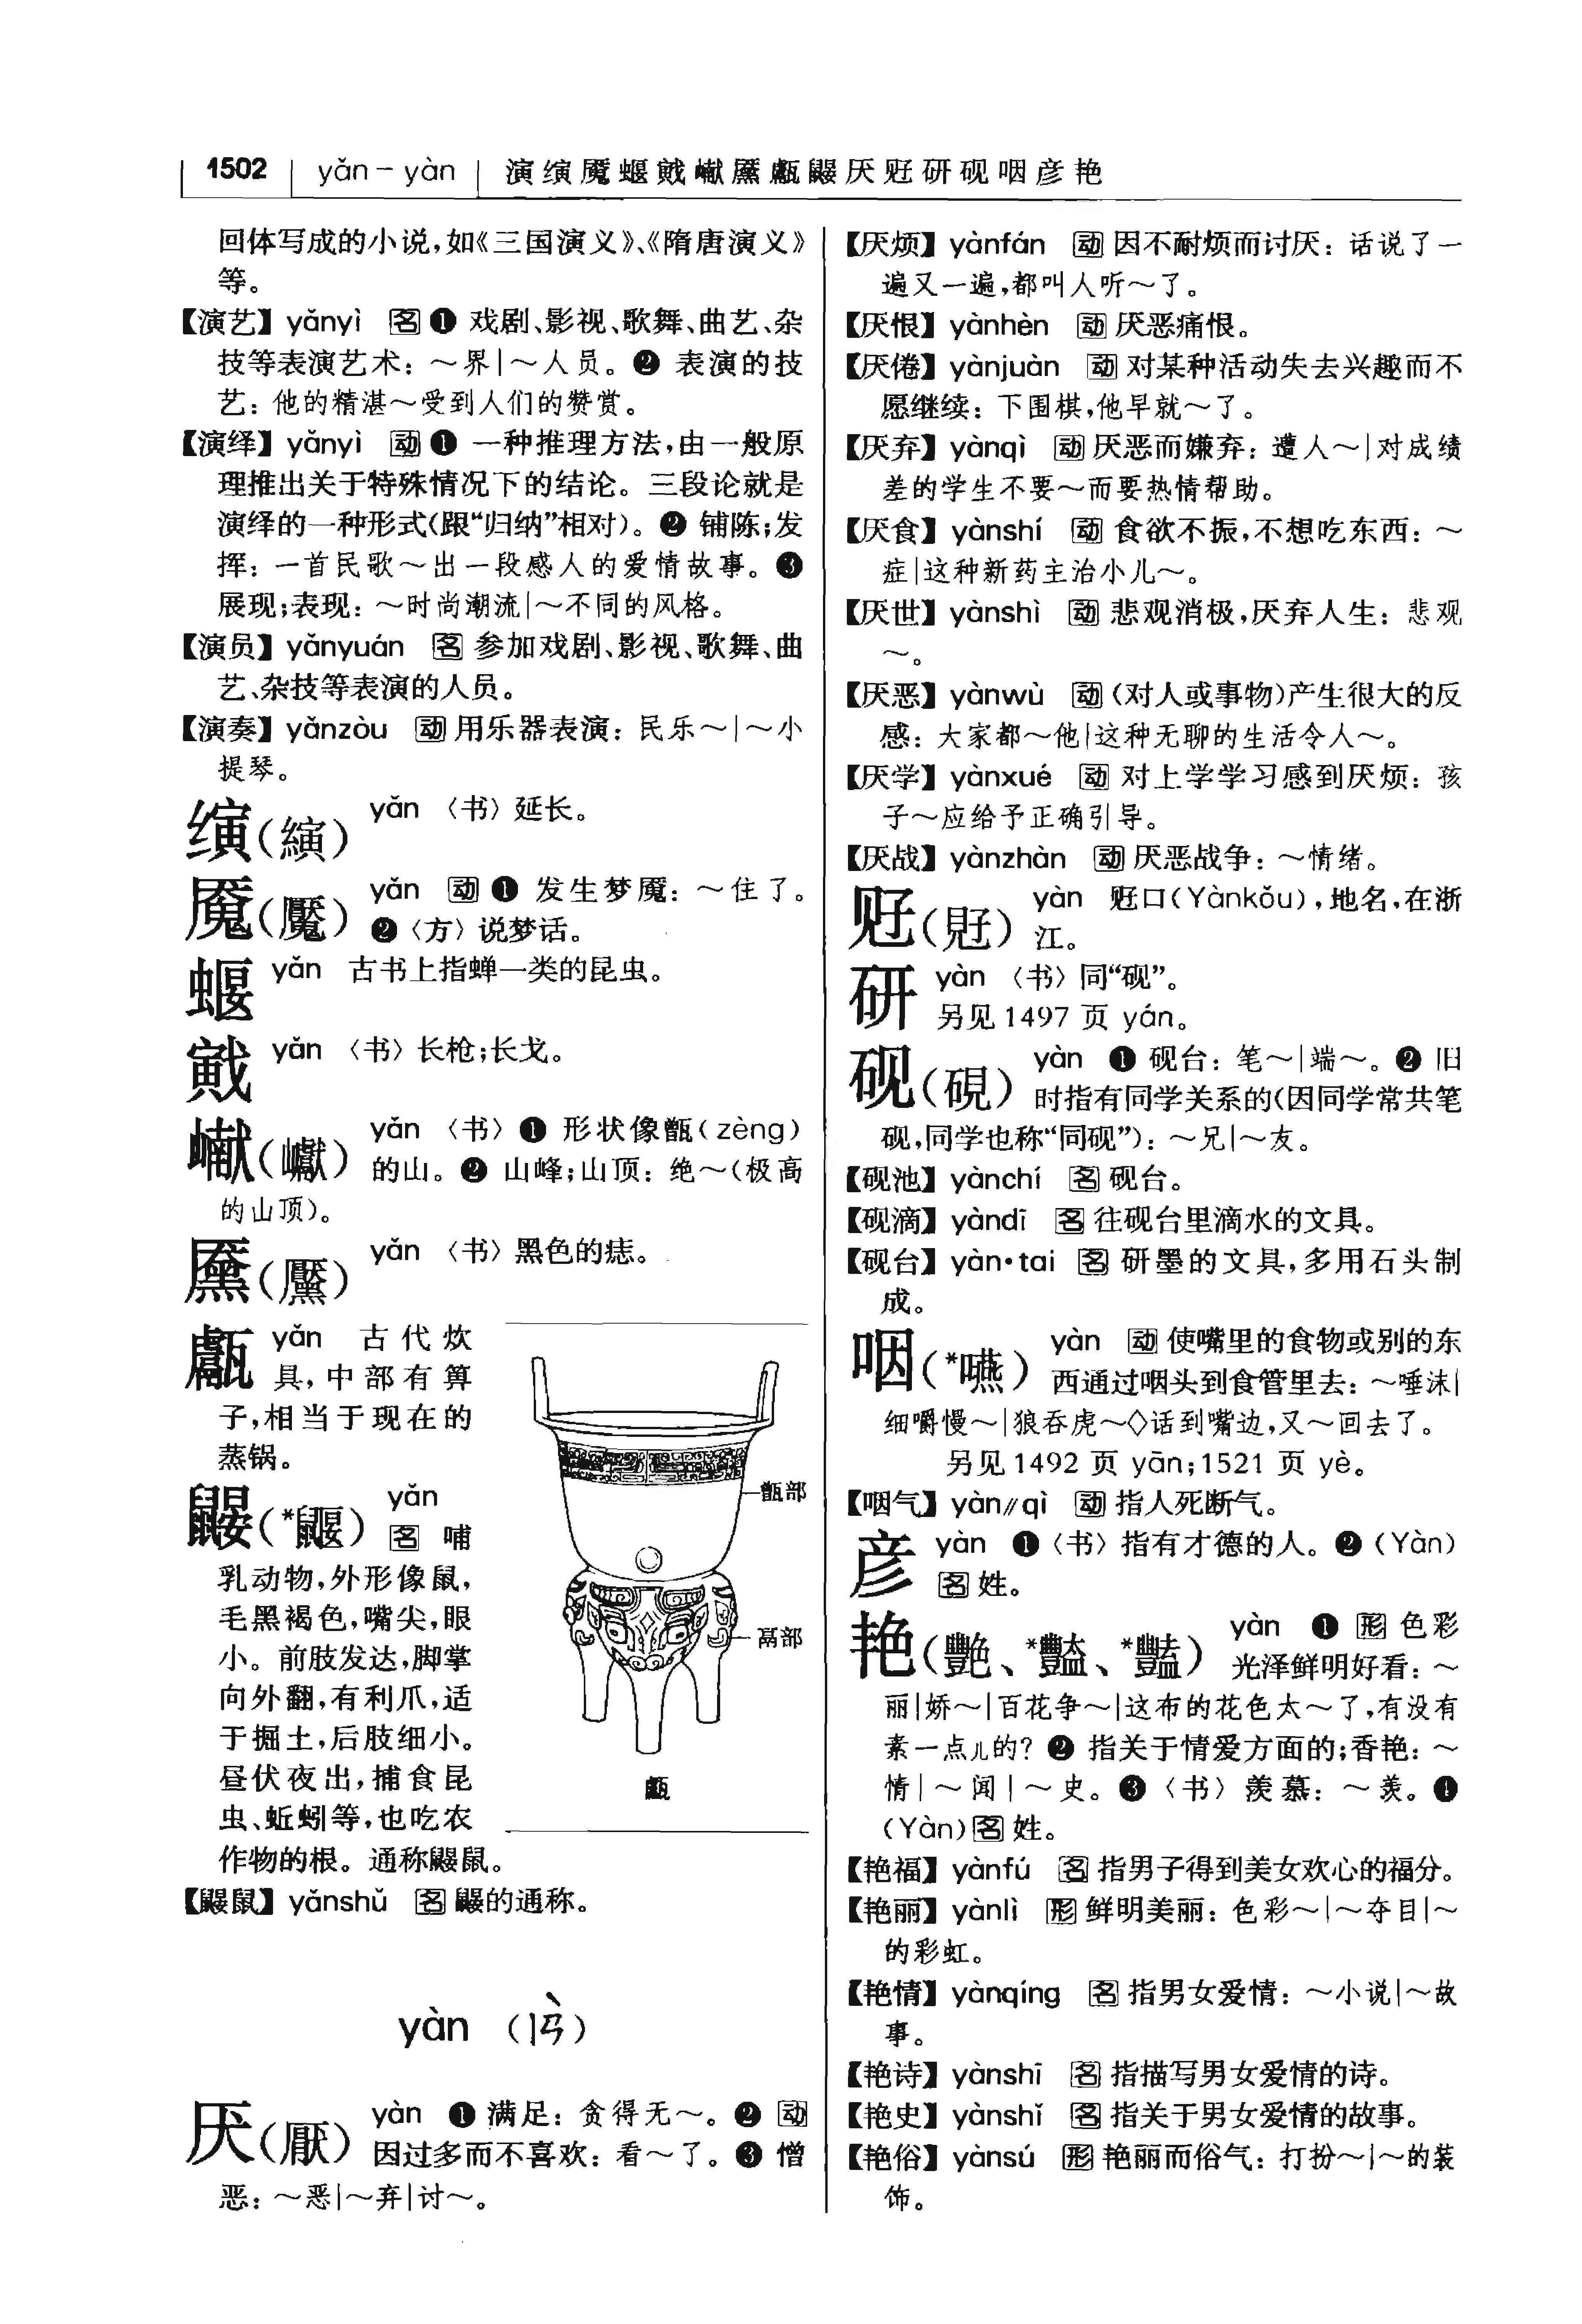 1502 yǎn－yàn 演𬙂魇蝘戭𪩘黡甗鼹厌𬤦研砚咽彦艳
回体写成的小说，如《三国演义》、《隋唐演义》
等。
【演艺】yǎnyì 名❶ 戏剧、影视、歌舞、曲艺、杂
技等表演艺术：～界｜～人员。❷ 表演的技
艺：他的精湛～受到人们的赞赏。
【演绎】yǎnyì 动❶ 一种推理方法，由一般原
理推出关于特殊情况下的结论。三段论就是
演绎的一种形式（跟“归纳”相对）。❷ 铺陈；发
挥：一首民歌～出一段感人的爱情故事。❸
展现；表现：～时尚潮流｜～不同的风格。
【演员】yǎnyuán 名 参加戏剧、影视、歌舞、曲
艺、杂技等表演的人员。
【演奏】yǎnzòu 动 用乐器表演：民乐～｜～小
提琴。
𬙂（縯） yǎn 〈书〉延长。
魇（魘） yǎn 动❶ 发生梦魇：～住了。
❷〈方〉说梦话。
蝘 yǎn 古书上指蝉一类的昆虫。
戭 yǎn 〈书〉长枪；长戈。
𪩘（巘） yǎn 〈书〉❶ 形状像甑（zèng）
的山。❷ 山峰；山顶：绝～（极高
的山顶）。
黡（黶） yǎn 〈书〉黑色的痣。
甗 yǎn 古代炊
具，中部有箅
子，相当于现在的
蒸锅。
甑部
鬲部
甗
鼹（*鼴） yǎn
名 哺
乳动物，外形像鼠，
毛黑褐色，嘴尖，眼
小。前肢发达，脚掌
向外翻，有利爪，适
于掘土，后肢细小。
昼伏夜出，捕食昆
虫、蚯蚓等，也吃农
作物的根。通称鼹鼠。
【鼹鼠】yǎnshǔ 名 鼹的通称。
yàn （ㄧㄢˋ）
厌（厭） yàn ❶ 满足：贪得无～。❷ 动
因过多而不喜欢：看～了。❸ 憎
恶：～恶｜～弃｜讨～。
【厌烦】yànfán 动 因不耐烦而讨厌：话说了一
遍又一遍，都叫人听～了。
【厌恨】yànhèn 动 厌恶痛恨。
【厌倦】yànjuàn 动 对某种活动失去兴趣而不
愿继续：下围棋，他早就～了。
【厌弃】yànqì 动 厌恶而嫌弃：遭人～｜对成绩
差的学生不要～而要热情帮助。
【厌食】yànshí 动 食欲不振，不想吃东西：～
症｜这种新药主治小儿～。
【厌世】yànshì 动 悲观消极，厌弃人生：悲观
～。
【厌恶】yànwù 动（对人或事物）产生很大的反
感：大家都～他｜这种无聊的生活令人～。
【厌学】yànxué 动 对上学学习感到厌烦：孩
子～应给予正确引导。
【厌战】yànzhàn 动 厌恶战争：～情绪。
yàn 口（Yànkǒu），地名，在浙
江。
研 yàn 〈书〉同“砚”。
另见1497 页 yán。
砚（硯） yàn ❶ 砚台：笔～｜端～。❷ 旧
时指有同学关系的（因同学常共笔
砚，同学也称“同砚”）：～兄｜～友。
【砚池】yànchí 名 砚台。
【砚滴】yàndī 名 往砚台里滴水的文具。
【砚台】yàn·tai 名 研墨的文具，多用石头制
成。
咽（*嚥） yàn 动 使嘴里的食物或别的东
西通过咽头到食管里去：～唾沫｜
细嚼慢～｜狼吞虎～◇话到嘴边，又～回去了。
另见1492 页 yān；1521 页 yè。
【咽气】yàn∥qì 动 指人死断气。
彦 yàn ❶〈书〉指有才德的人。❷（Yàn）
名 姓。
艳（艷、*豔、*豓） yàn ❶ 形 色彩
光泽鲜明好看：～
丽｜娇～｜百花争～｜这布的花色太～了，有没有
素一点儿的？❷ 指关于情爱方面的；香艳：～
情｜～闻｜～史。❸〈书〉羡慕：～羡。❹
（Yàn）名 姓。
【艳福】yànfú 名 指男子得到美女欢心的福分。
【艳丽】yànlì 形 鲜明美丽：色彩～｜～夺目｜～
的彩虹。
【艳情】yànqíng 名 指男女爱情：～小说｜～故
事。
【艳诗】yànshī 名 指描写男女爱情的诗。
【艳史】yànshǐ 名 指关于男女爱情的故事。
【艳俗】yànsú 形 艳丽而俗气：打扮～｜～的装
饰。